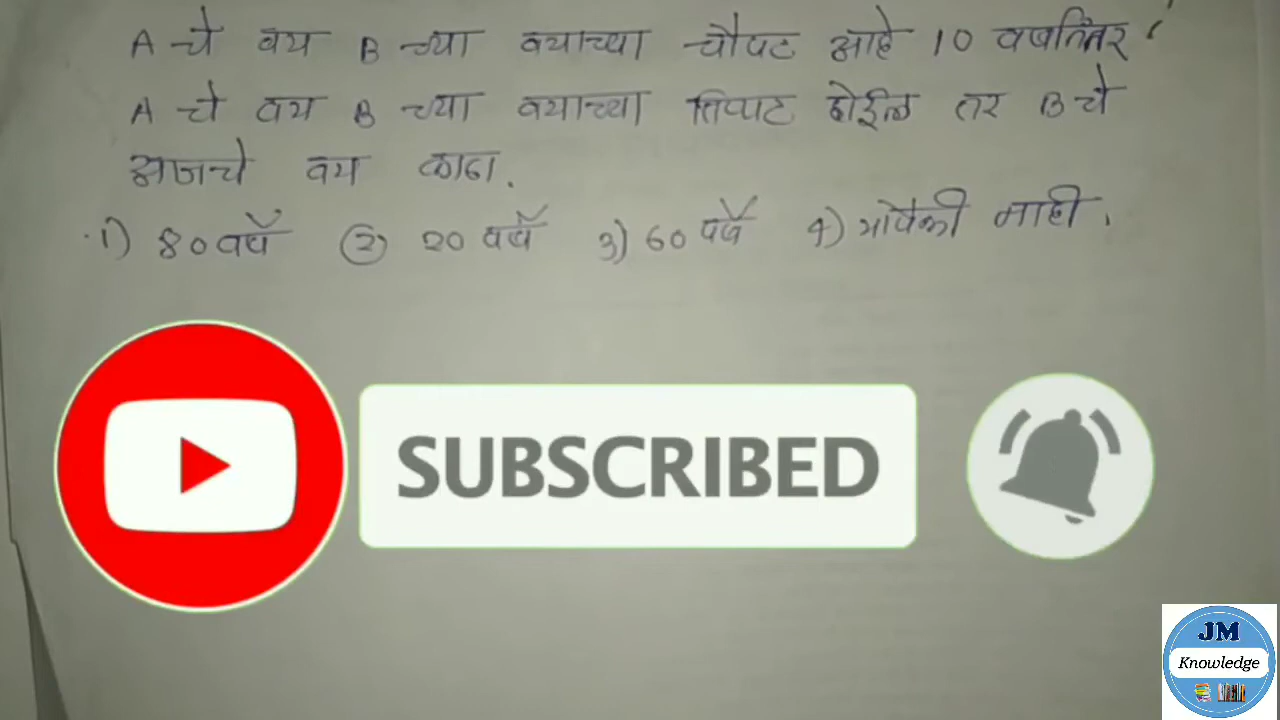 A चे वय B च्या वयाच्या चौपट आहे 10 वर्षानंतर
A चे वय B च्या वयाच्या तिप्पट होईल तर B चे
आजचे वय काढा.
1) 80 वर्षे (2) 20 वर्षे 3) 60 वर्षे 4) यापैकी नाही.
SUBSCRIBED
JM
Knowledge